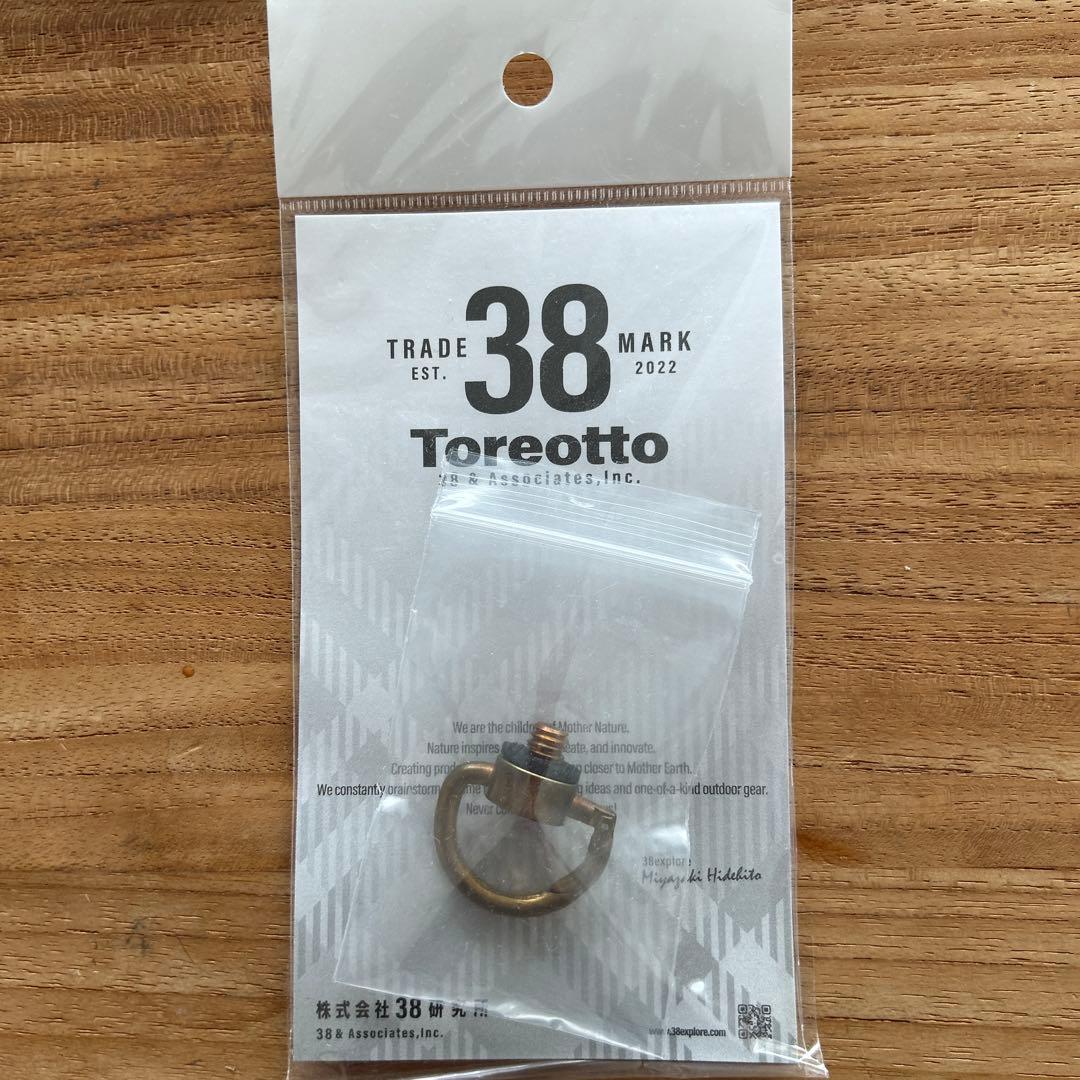 TRADE 38 MARK
EST. 2022
Toreotto
38 & Associates,Inc.
We are the children of Mother Nature.
Nature inspires create, and innovate.
Creating closer to Mother Earth.
We constantly brainstorm ideas and one-of-a-kind outdoor gear.
Never
38explore
Miyazaki Hidehito
株式会社38研究所
38 & Associates,Inc.
www.38explore.com